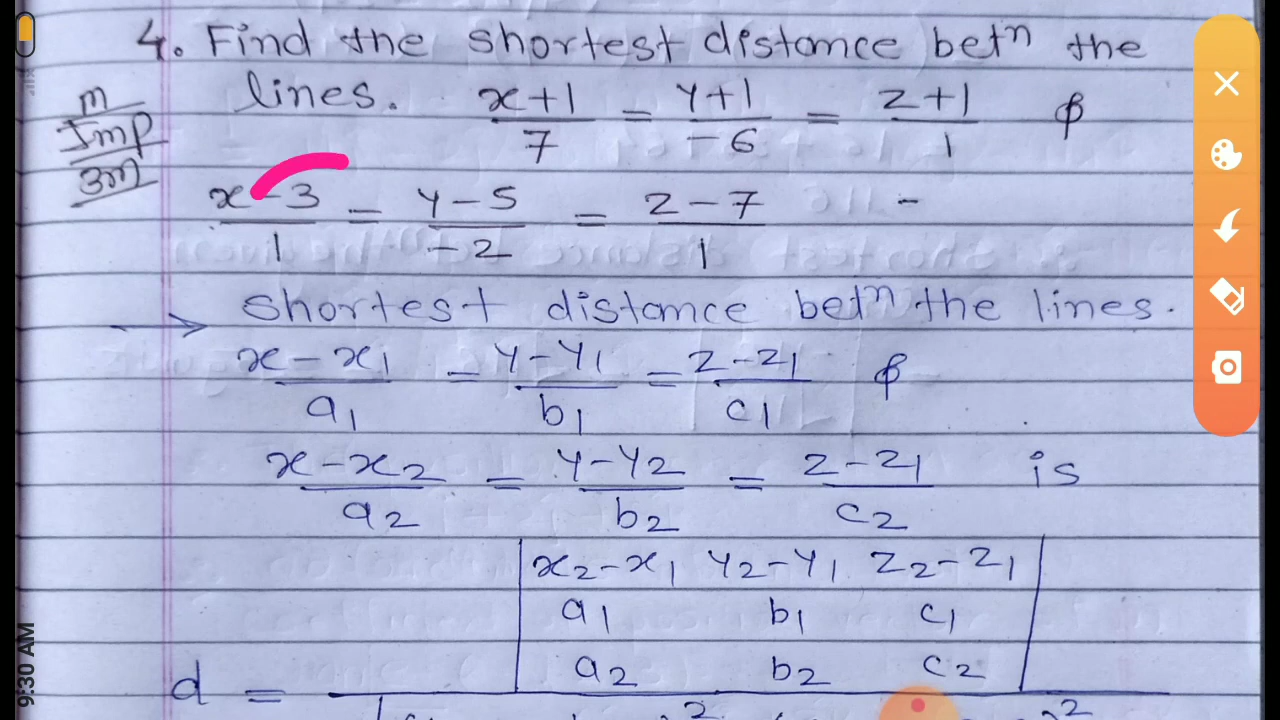 4. Find the shortest distance betⁿ the
lines. x+1/7 = y+1/-6 = z+1/1 &
m
Imp
3m
x-3/1 = y-5/-2 = z-7/1
→ shortest distance betⁿ the lines.
x-x₁/a₁ = y-y₁/b₁ = z-z₁/c₁ &
x-x₂/a₂ = y-y₂/b₂ = z-z₁/c₂ is
| x₂-x₁ y₂-y₁ z₂-z₁ |
| a₁ b₁ c₁ |
| a₂ b₂ c₂ |
d =
9:30 AM